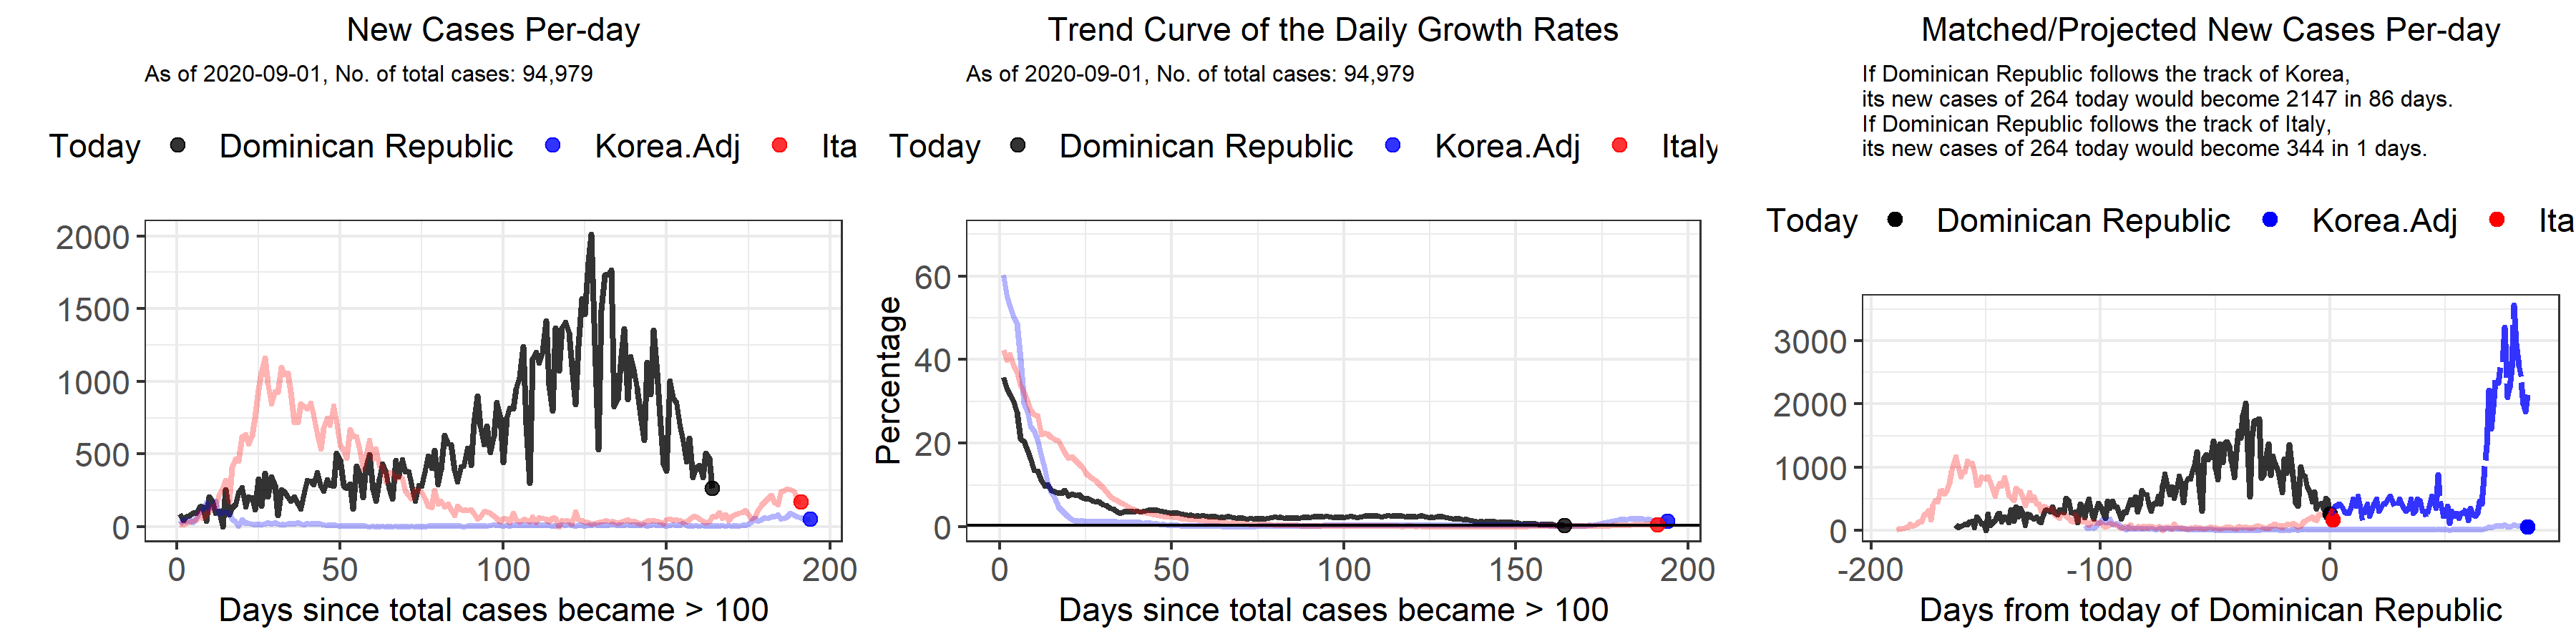 New Cases Per-day
As of 2020-09-01, No. of total cases: 94,979
Today Dominican Republic Korea.Adj Ita
2000
1500
1000
500
0
0 50 100 150 200
Days since total cases became > 100
Trend Curve of the Daily Growth Rates
As of 2020-09-01, No. of total cases: 94,979
Today Dominican Republic Korea.Adj Italy
Percentage
60
40
20
0
0 50 100 150 200
Days since total cases became > 100
Matched/Projected New Cases Per-day
If Dominican Republic follows the track of Korea,
its new cases of 264 today would become 2147 in 86 days.
If Dominican Republic follows the track of Italy,
its new cases of 264 today would become 344 in 1 days.
Today Dominican Republic Korea.Adj Ita
3000
2000
1000
0
-200 -100 0
Days from today of Dominican Republic